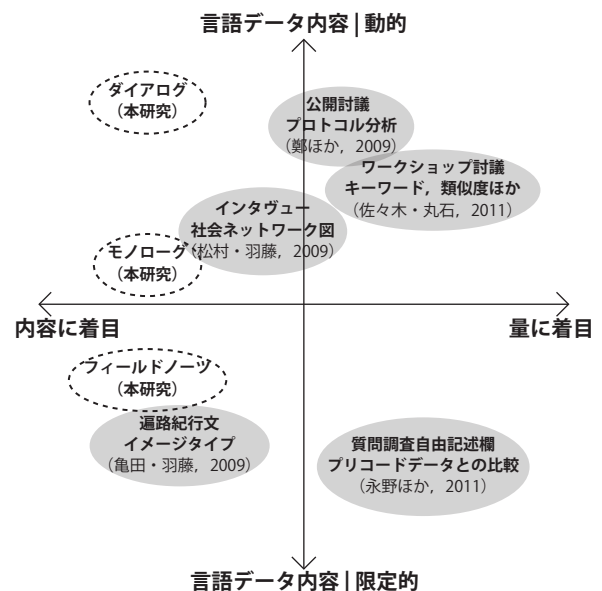 言語データ内容 | 動的
ダイアログ
（本研究）
公開討議
プロトコル分析
（鄭ほか，2009）
ワークショップ討議
キーワード，類似度ほか
（佐々木・丸石，2011）
インタヴュー
社会ネットワーク図
（松村・羽藤，2009）
モノローグ
（本研究）
内容に着目
量に着目
フィールドノーツ
（本研究）
遍路紀行文
イメージタイプ
（亀田・羽藤，2009）
質問調査自由記述欄
プリコードデータとの比較
（永野ほか，2011）
言語データ内容 | 限定的